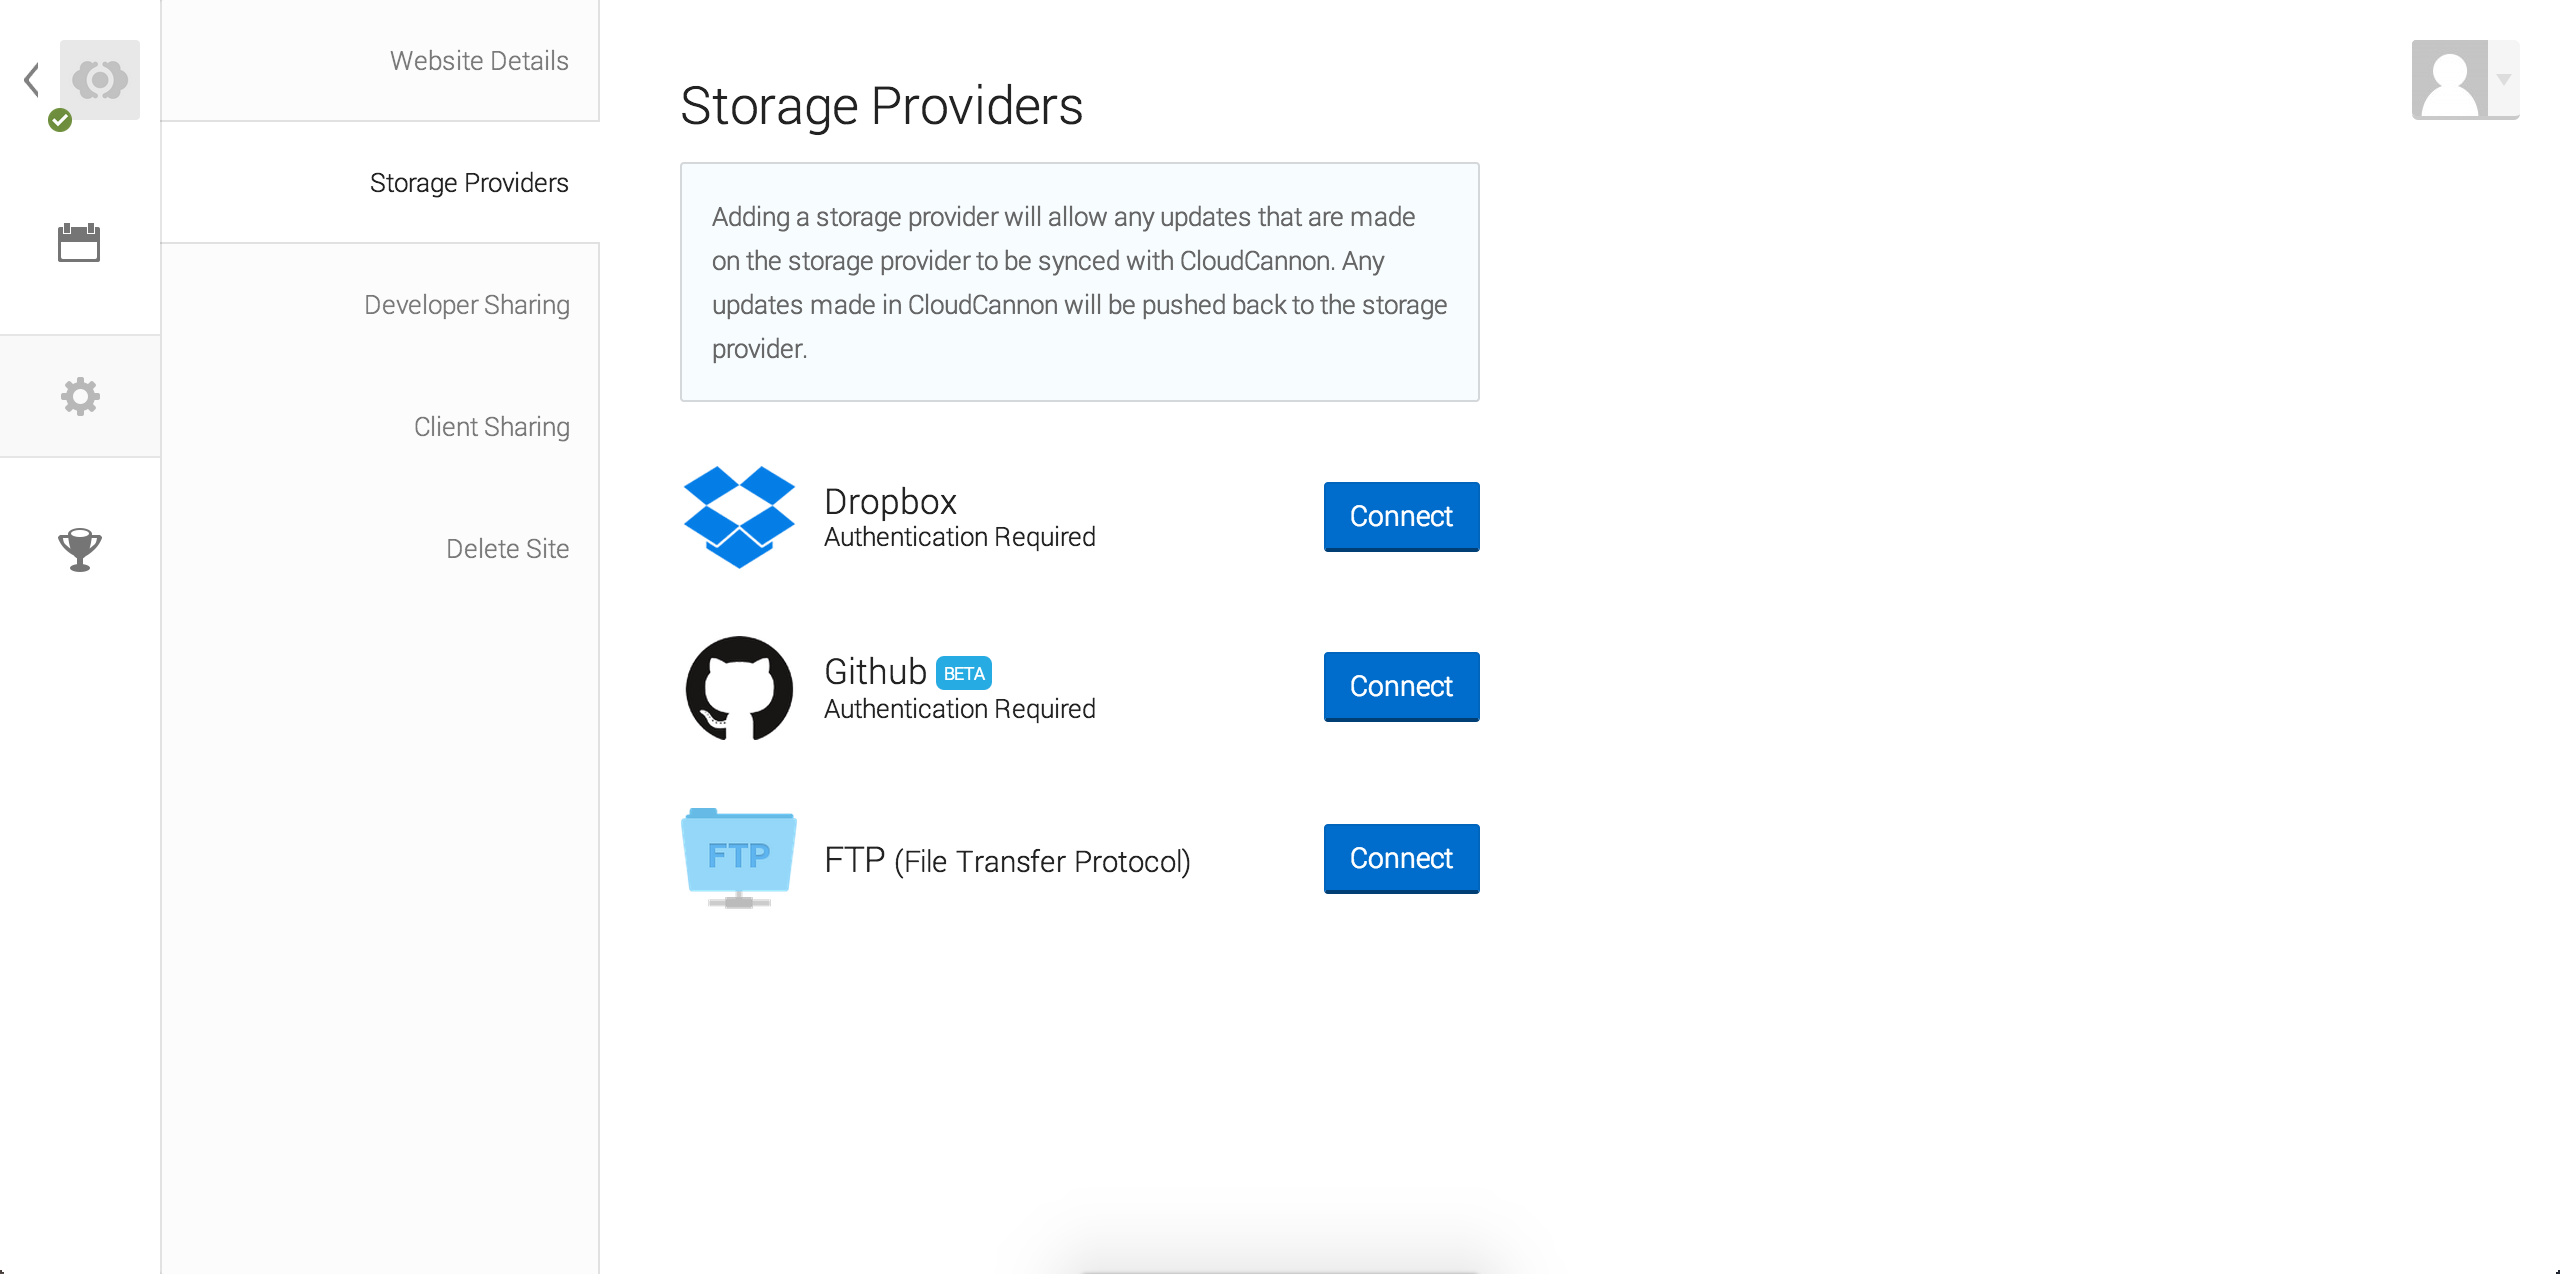 Website Details
Storage Providers
Developer Sharing
Client Sharing
Delete Site
Storage Providers
Adding a storage provider will allow any updates that are made
on the storage provider to be synced with CloudCannon. Any
updates made in CloudCannon will be pushed back to the storage
provider.
Dropbox
Authentication Required
Connect
Github BETA
Authentication Required
Connect
FTP
FTP (File Transfer Protocol)
Connect